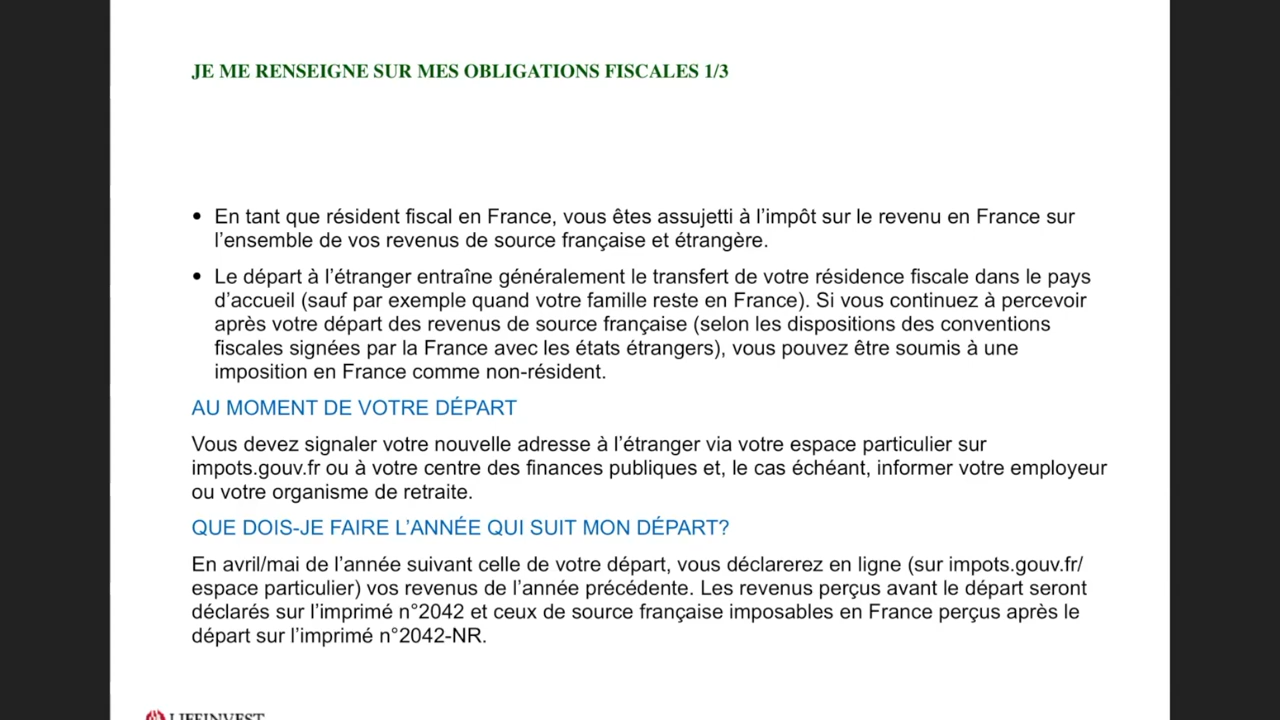 JE ME RENSEIGNE SUR MES OBLIGATIONS FISCALES 1/3
• En tant que résident fiscal en France, vous êtes assujetti à l’impôt sur le revenu en France sur
l’ensemble de vos revenus de source française et étrangère.
• Le départ à l’étranger entraîne généralement le transfert de votre résidence fiscale dans le pays
d’accueil (sauf par exemple quand votre famille reste en France). Si vous continuez à percevoir
après votre départ des revenus de source française (selon les dispositions des conventions
fiscales signées par la France avec les états étrangers), vous pouvez être soumis à une
imposition en France comme non-résident.
AU MOMENT DE VOTRE DÉPART
Vous devez signaler votre nouvelle adresse à l’étranger via votre espace particulier sur
impots.gouv.fr ou à votre centre des finances publiques et, le cas échéant, informer votre employeur
ou votre organisme de retraite.
QUE DOIS-JE FAIRE L’ANNÉE QUI SUIT MON DÉPART?
En avril/mai de l’année suivant celle de votre départ, vous déclarerez en ligne (sur impots.gouv.fr/
espace particulier) vos revenus de l’année précédente. Les revenus perçus avant le départ seront
déclarés sur l’imprimé n°2042 et ceux de source française imposables en France perçus après le
départ sur l’imprimé n°2042-NR.
LIFEINVEST